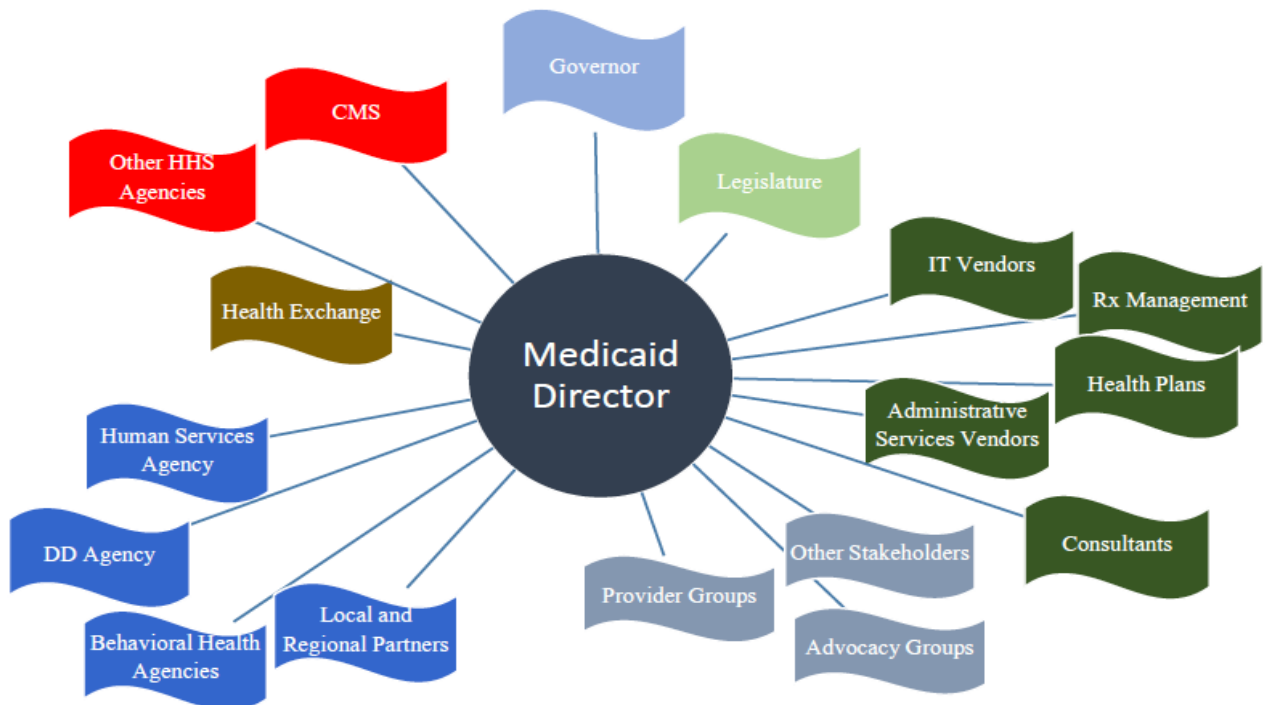 Governor
CMS
Other HHS
Agencies
Legislature
IT Vendors
Rx Management
Health Exchange
Medicaid
Director
Health Plans
Administrative
Services Vendors
Human Services
Agency
DD Agency
Consultants
Other Stakeholders
Provider Groups
Local and
Regional Partners
Behavioral Health
Agencies
Advocacy Groups